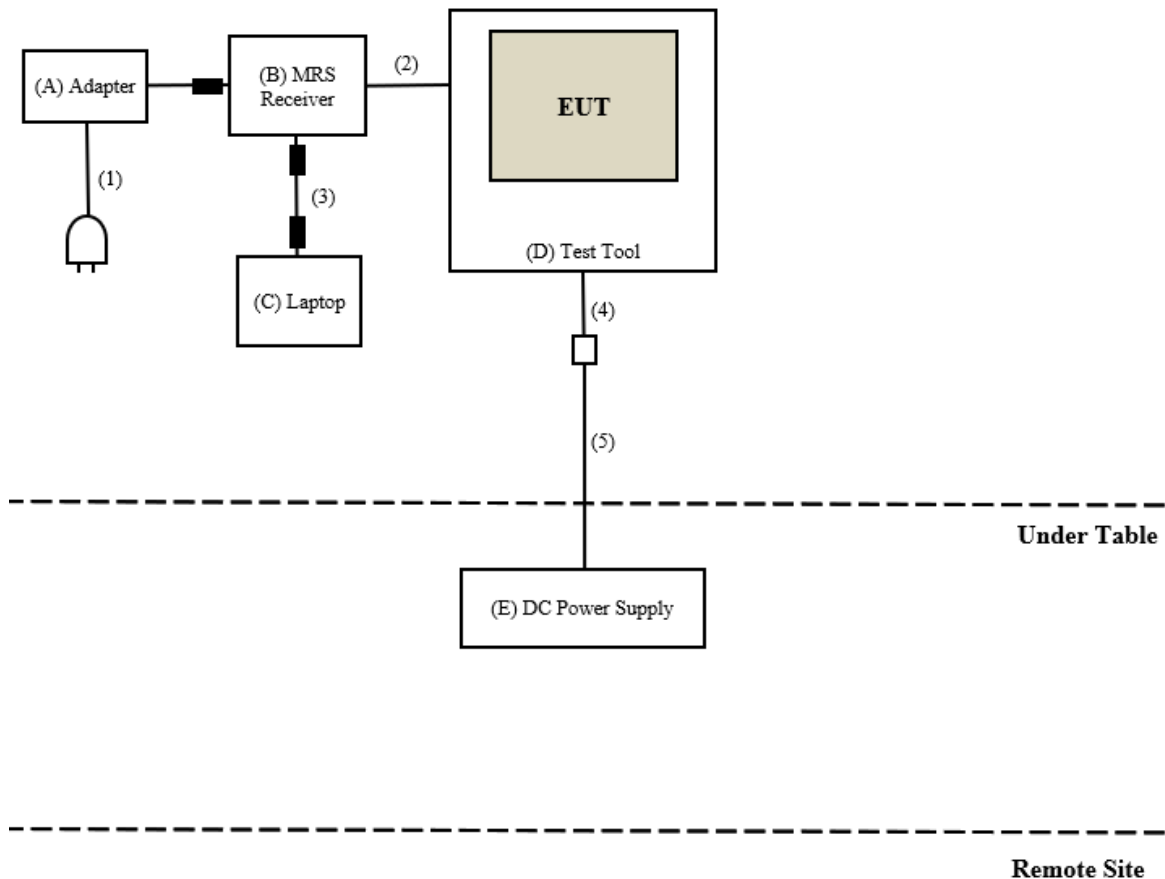 (A) Adapter
(B) MRS
Receiver
(2)
EUT
(1)
(3)
(D) Test Tool
(C) Laptop
(4)
(5)
Under Table
(E) DC Power Supply
Remote Site